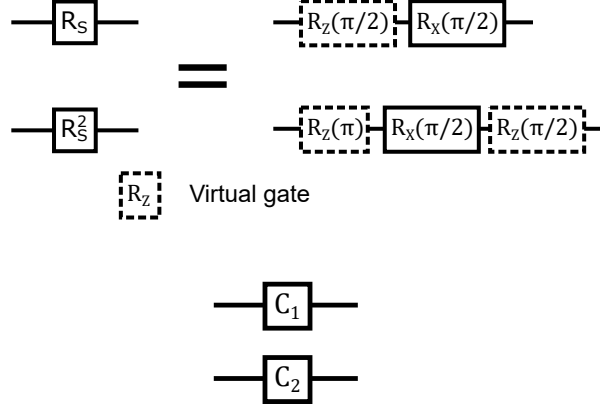 R_S R_Z(π/2) R_X(π/2)
=
R_S^2 R_Z(π) R_X(π/2) R_Z(π/2)
R_Z Virtual gate
C_1
C_2